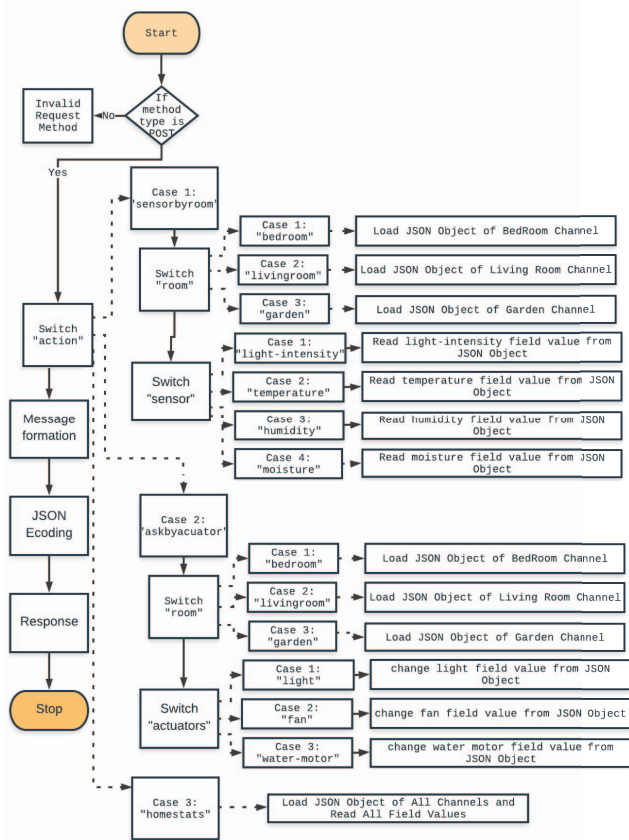 Start
If
method
type is
POST
No
Invalid
Request
Method
Yes
Case 1:
'sensorbyroom'
Switch
"room"
Case 1:
"bedroom"
Load JSON Object of BedRoom Channel
Case 2:
"livingroom"
Load JSON Object of Living Room Channel
Case 3:
"garden"
Load JSON Object of Garden Channel
Switch
"action"
Switch
"sensor"
Case 1:
"light-intensity"
Read light-intensity field value from
JSON Object
Case 2:
"temperature"
Read temperature field value from JSON
Object
Case 3:
"humidity"
Read humidity field value from JSON
Object
Case 4:
"moisture"
Read moisture field value from JSON
Object
Message
formation
JSON
Ecoding
Response
Stop
Case 2:
'askbyacuator'
Switch
"room"
Case 1:
"bedroom"
Load JSON Object of BedRoom Channel
Case 2:
"livingroom"
Load JSON Object of Living Room Channel
Case 3:
"garden"
Load JSON Object of Garden Channel
Switch
"actuators"
Case 1:
"light"
change light field value from JSON
Object
Case 2:
"fan"
change fan field value from JSON Object
Case 3:
"water-motor"
change water motor field value from
JSON Object
Case 3:
"homestats"
Load JSON Object of All Channels and
Read All Field Values